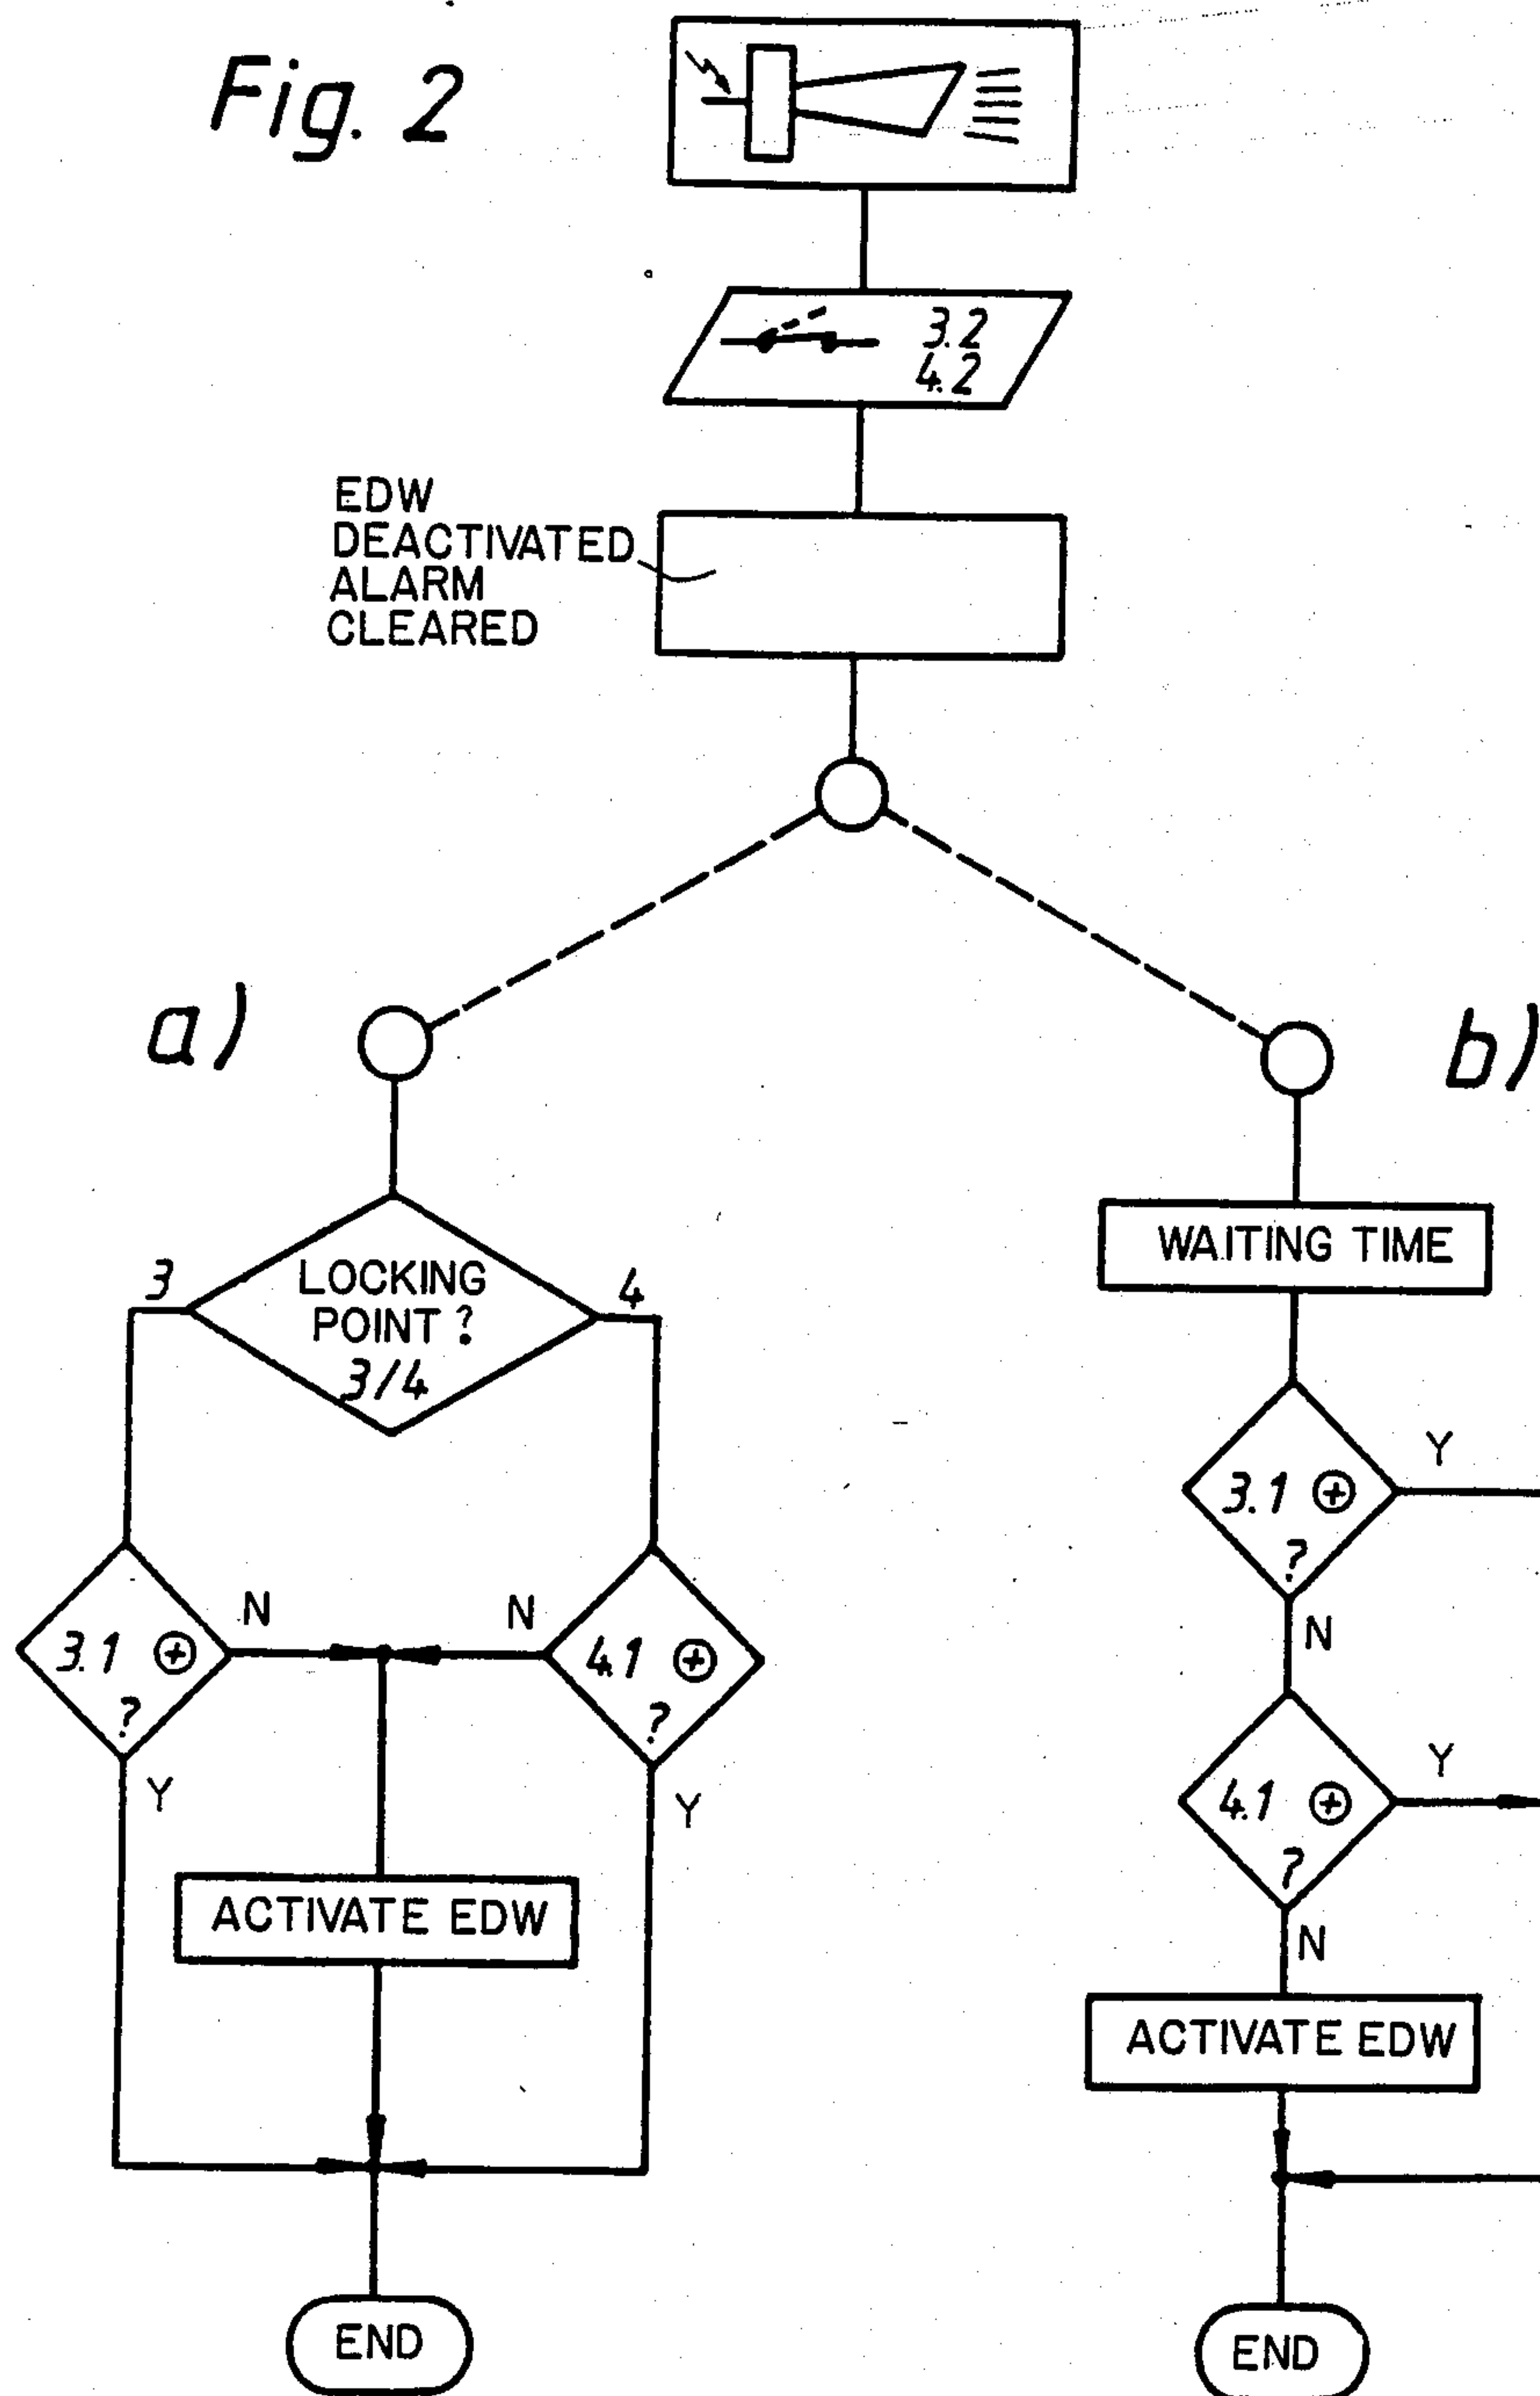 Fig. 2
3.2
4.2
EDW
DEACTIVATED
ALARM
CLEARED
a)
b)
WAITING TIME
3
LOCKING
POINT ?
3/4
4
3.1 ⊕
?
Y
N
N
3.1 ⊕
?
N
4.1 ⊕
?
Y
4.1 ⊕
?
Y
Y
ACTIVATE EDW
N
ACTIVATE EDW
END
END